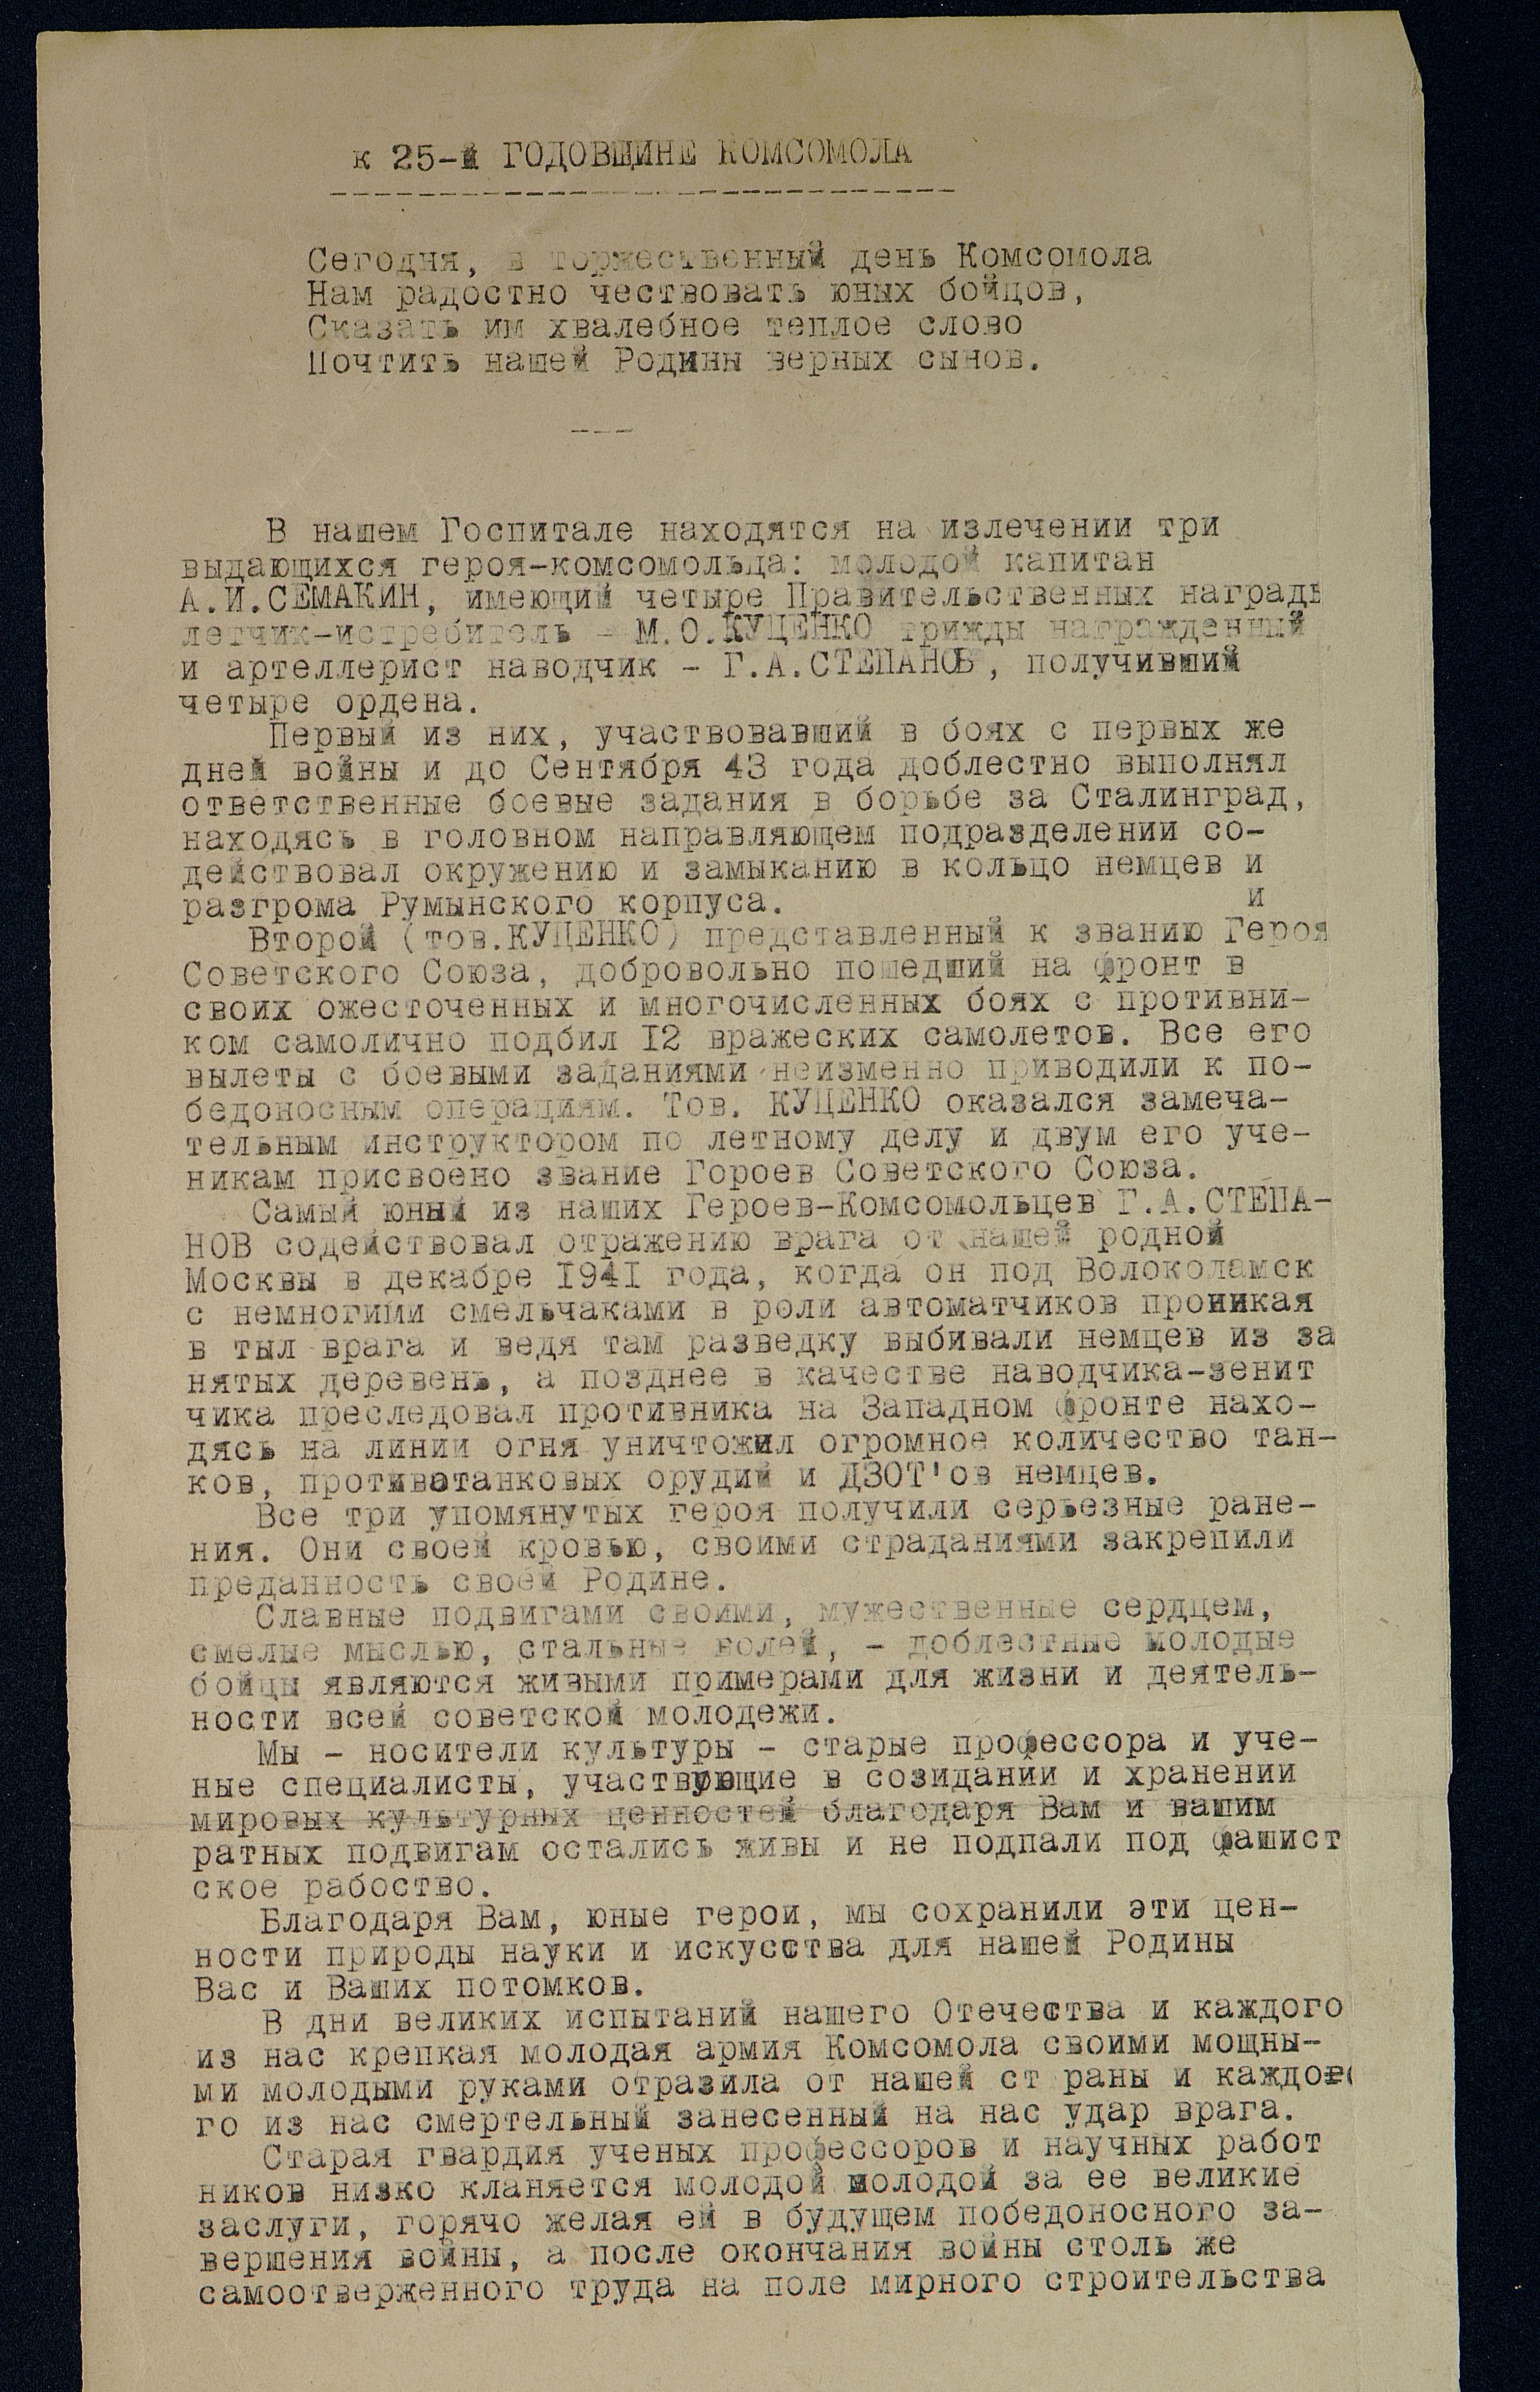 к 25-й ГОДОВЩИНЕ КОМСОМОЛА
Сегодня, в торжественный день Комсомола
Нам радостно чествовать юных бойцов,
Сказать им хвалебное теплое слово
Почтить нашей Родины верных сынов.
---
В нашем Госпитале находятся на излечении три
выдающихся героя-комсомольца: молодой капитан
А.И.СЕМАКИН, имеющий четыре Правительственных награды
летчик-истребитель - М.О.КУЦЕНКО трижды награжденный
и артеллерист наводчик - Г.А.СТЕПАНОВ, получивший
четыре ордена.
Первый из них, участвовавший в боях с первых же
дней войны и до Сентября 43 года доблестно выполнял
ответственные боевые задания в борьбе за Сталинград,
находясь в головном направляющем подразделении со-
действовал окружению и замыканию в кольцо немцев и
разгрома Румынского корпуса. и
Второй (тов.КУЦЕНКО) представленный к званию Героя
Советского Союза, добровольно пошедший на фронт в
своих ожесточенных и многочисленных боях с противни-
ком самолично подбил 12 вражеских самолетов. Все его
вылеты с боевыми заданиями неизменно приводили к по-
бедоносным операциям. Тов. КУЦЕНКО оказался замеча-
тельным инструктором по летному делу и двум его уче-
никам присвоено звание Гороев Советского Союза.
Самый юный из наших Героев-Комсомольцев Г.А.СТЕПА-
НОВ содействовал отражению врага от нашей родной
Москвы в декабре 1941 года, когда он под Волоколамск
с немногими смельчаками в роли автоматчиков проникая
в тыл врага и ведя там разведку выбивали немцев из за
нятых деревень, а позднее в качестве наводчика-зенит
чика преследовал противника на Западном фронте нахо-
дясь на линии огня уничтожил огромное количество тан-
ков, противотанковых орудий и ДЗОТ'ов немцев.
Все три упомянутых героя получили серьезные ране-
ния. Они своей кровью, своими страданиями закрепили
преданность своей Родине.
Славные подвигами своими, мужественные сердцем,
смелые мыслью, стальные волей, - доблестные молодые
бойцы являются живыми примерами для жизни и деятель-
ности всей советской молодежи.
Мы - носители культуры - старые профессора и уче-
ные специалисты, участвующие в созидании и хранении
мировых культурных ценностей благодаря Вам и вашим
ратных подвигам остались живы и не подпали под фашист
ское рабоство.
Благодаря Вам, юные герои, мы сохранили эти цен-
ности природы науки и искусства для нашей Родины
Вас и Ваших потомков.
В дни великих испытаний нашего Отечества и каждого
из нас крепкая молодая армия Комсомола своими мощны-
ми молодыми руками отразила от нашей ст раны и каждо
го из нас смертельный занесенный на нас удар врага.
Старая гвардия ученых профессоров и научных работ
ников низко кланяется молодой молодой за ее великие
заслуги, горячо желая ей в будущем победоносного за-
вершения войны, а после окончания войны столь же
самоотверженного труда на поле мирного строительства